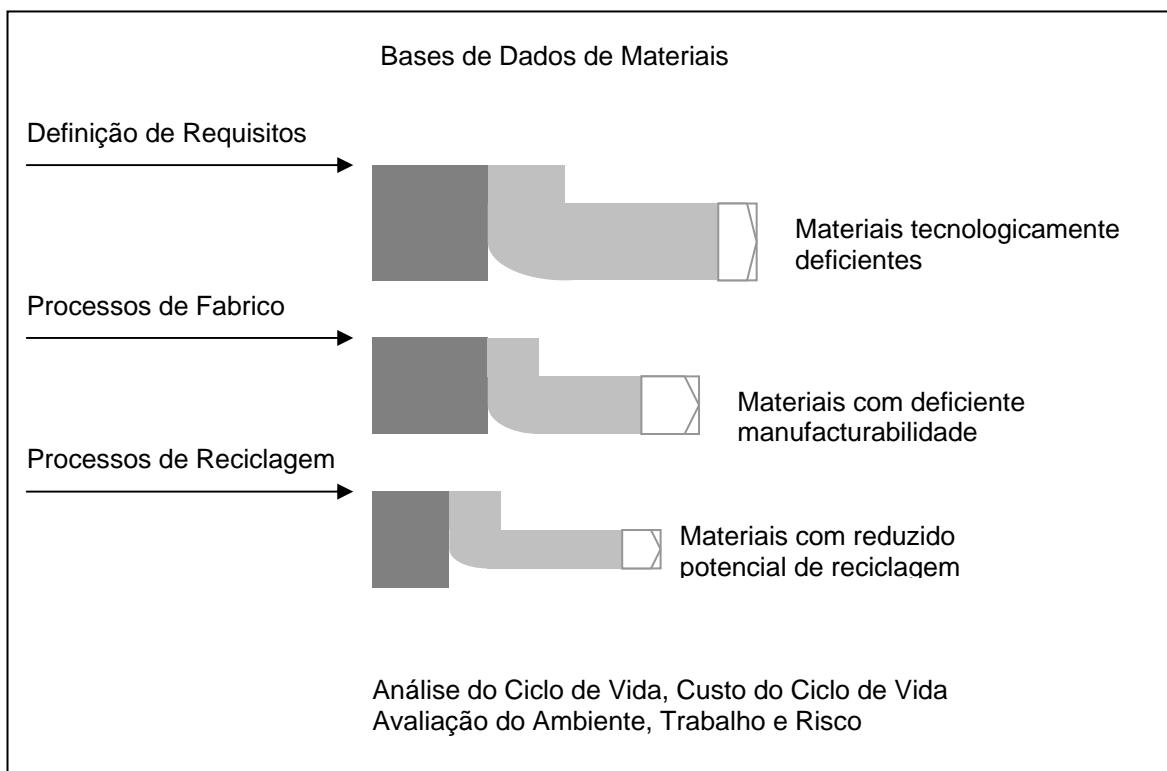 Bases de Dados de Materiais
Definição de Requisitos
Materiais tecnologicamente
deficientes
Processos de Fabrico
Materiais com deficiente
manufacturabilidade
Processos de Reciclagem
Materiais com reduzido
potencial de reciclagem
Análise do Ciclo de Vida, Custo do Ciclo de Vida
Avaliação do Ambiente, Trabalho e Risco